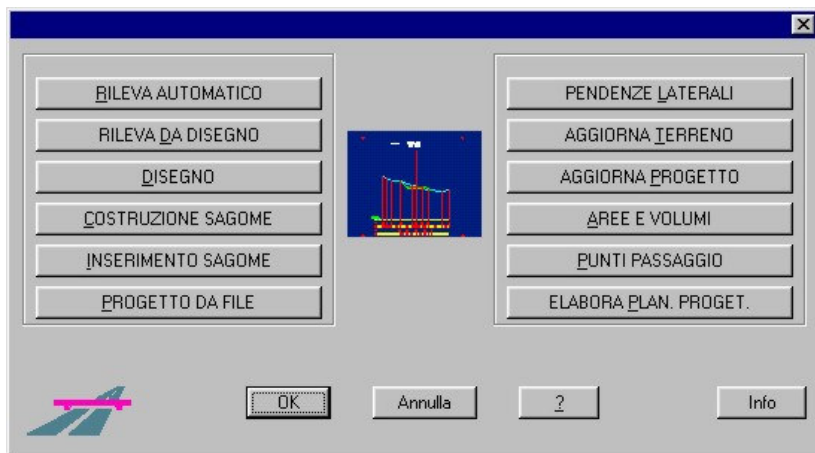 RILEVA AUTOMATICO
RILEVA DA DISEGNO
DISEGNO
COSTRUZIONE SAGOME
INSERIMENTO SAGOME
PROGETTO DA FILE
PENDENZE LATERALI
AGGIORNA TERRENO
AGGIORNA PROGETTO
AREE E VOLUMI
PUNTI PASSAGGIO
ELABORA PLAN. PROGET.
OK
Annulla
?
Info